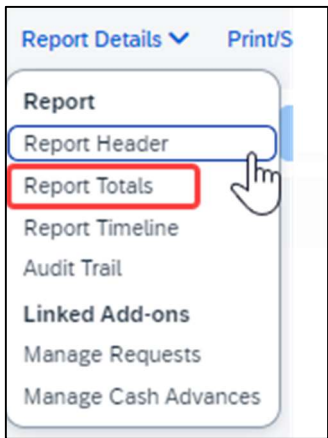 Report Details Print/S
Report
Report Header
Report Totals
Report Timeline
Audit Trail
Linked Add-ons
Manage Requests
Manage Cash Advances